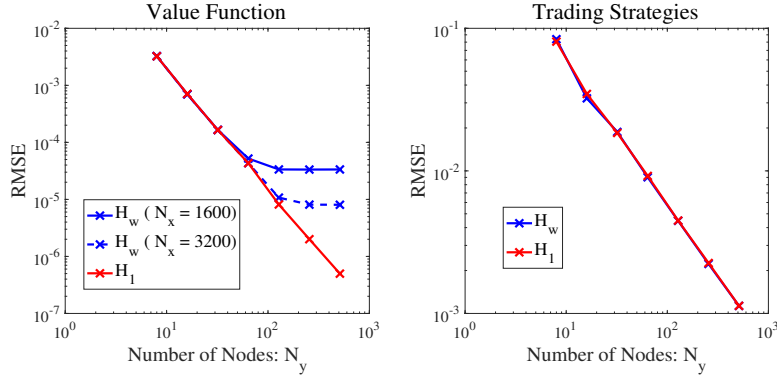 Value Function
RMSE
10^-2
10^-3
10^-4
10^-5
10^-6
10^-7
H_w ( N_x = 1600)
H_w ( N_x = 3200)
H_1
10^0
10^1
10^2
10^3
Number of Nodes: N_y
Trading Strategies
RMSE
10^-1
10^-2
10^-3
H_w
H_1
10^0
10^1
10^2
10^3
Number of Nodes: N_y